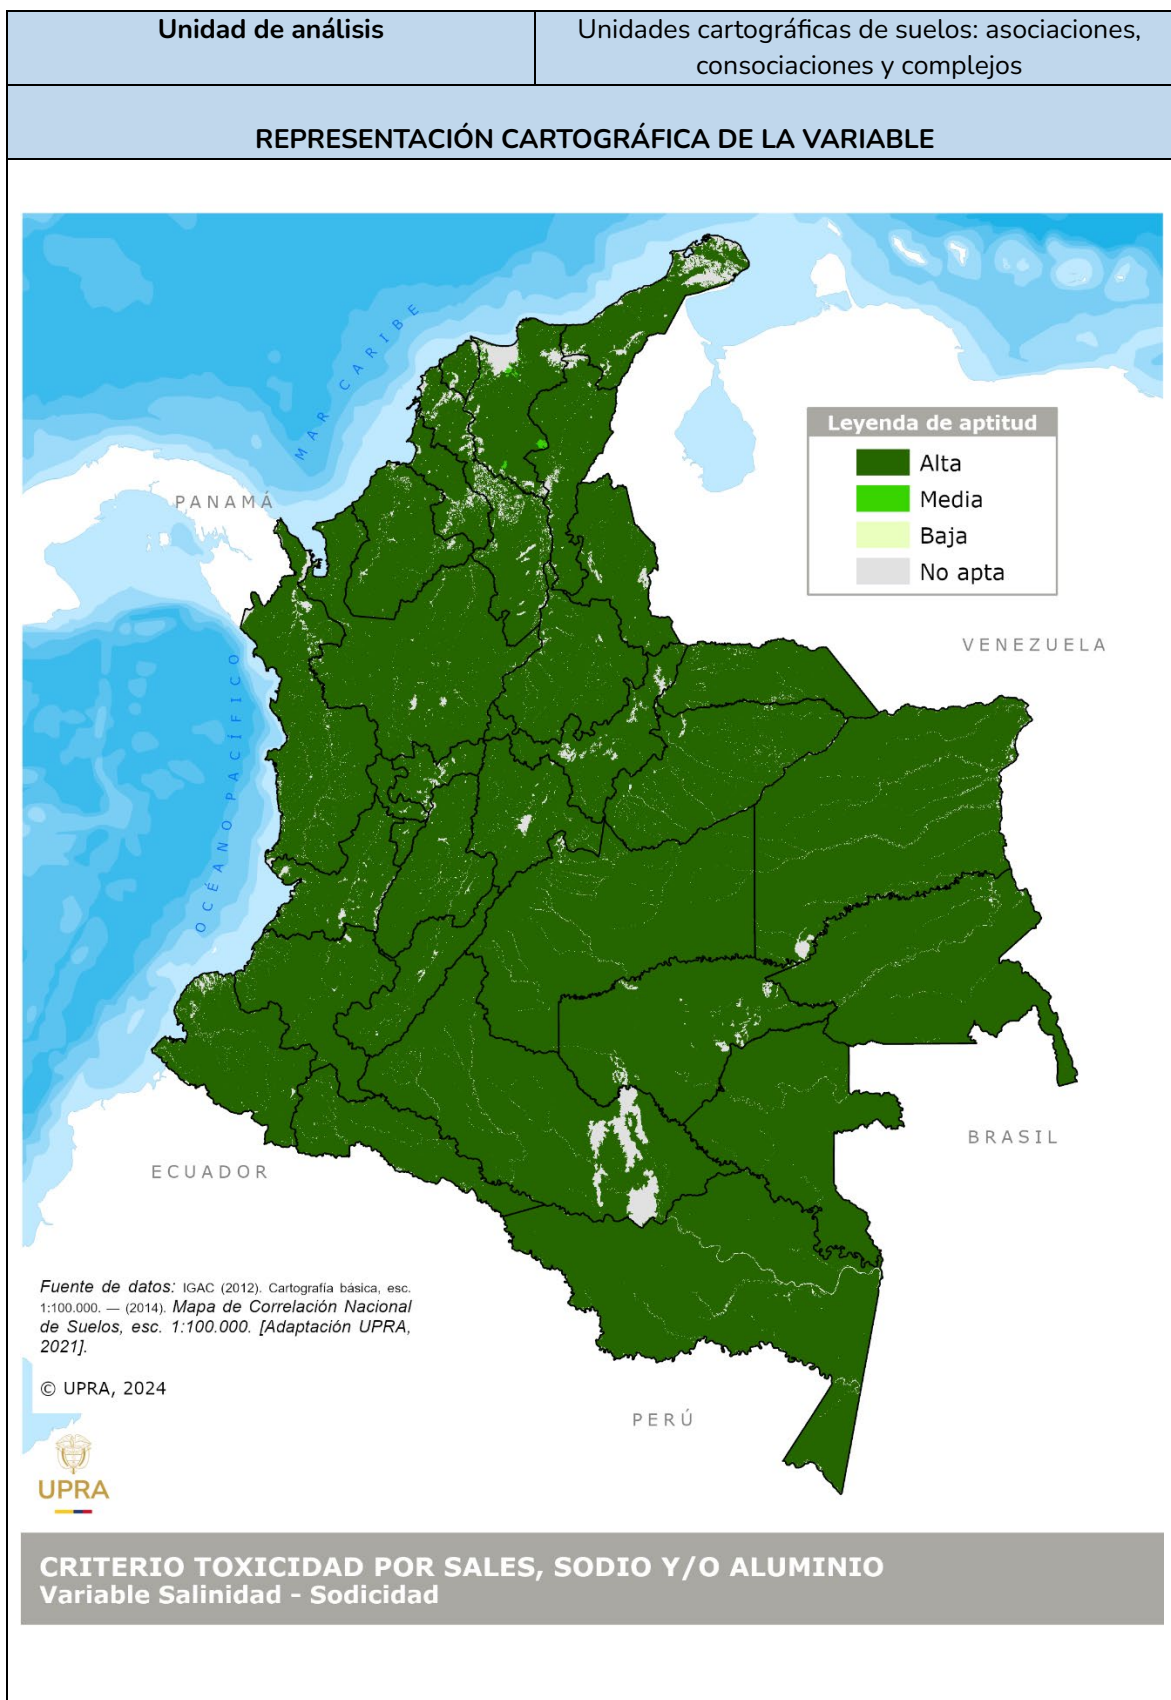 Unidad de análisis
Unidades cartográficas de suelos: asociaciones,
consociaciones y complejos
REPRESENTACIÓN CARTOGRÁFICA DE LA VARIABLE
MAR CARIBE
PANAMÁ
Leyenda de aptitud
Alta
Media
Baja
No apta
VENEZUELA
OCÉANO PACÍFICO
BRASIL
ECUADOR
Fuente de datos: IGAC (2012). Cartografía básica, esc.
1:100.000. — (2014). Mapa de Correlación Nacional
de Suelos, esc. 1:100.000. [Adaptación UPRA,
2021].
© UPRA, 2024
PERÚ
UPRA
CRITERIO TOXICIDAD POR SALES, SODIO Y/O ALUMINIO
Variable Salinidad - Sodicidad